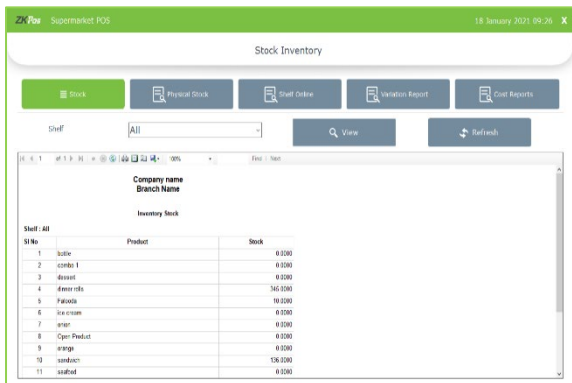 ZKPos Supermarket POS 18 January 2021 09:26 X
Stock Inventory
Stock Physical Stock Shelf Online Variation Report Cost Reports
Shelf All View Refresh
1 of 1 100% Find | Next
Company name
Branch Name
Inventory Stock
Shelf : All
Sl No Product Stock
1 bottle 0.0000
2 combo 1 0.0000
3 0.0000
4 dinner rolls 346.0000
5 Falooda 10.0000
6 ice cream 0.0000
7 onion 0.0000
8 Open Product 0.0000
9 orange 0.0000
10 sandwich 136.0000
11 seafood 0.0000